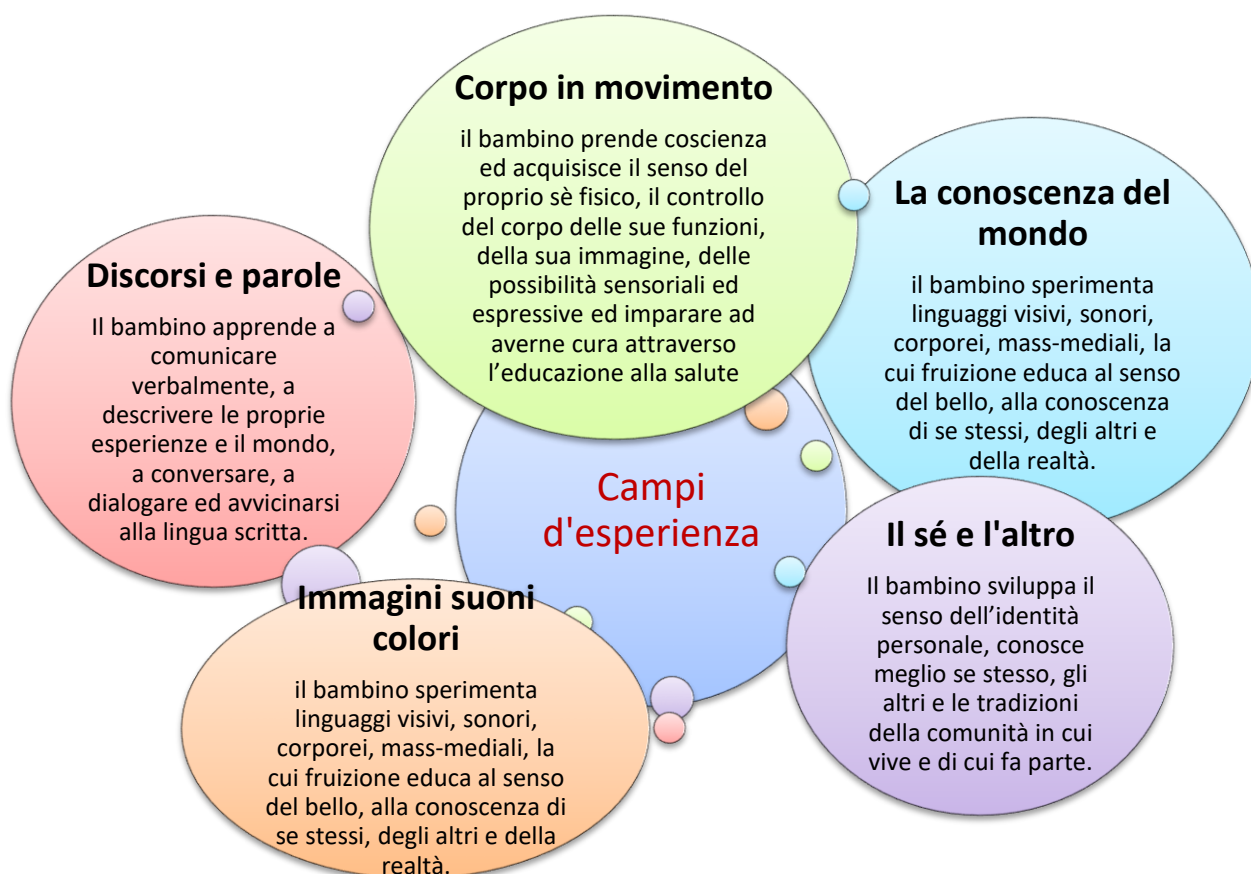 Corpo in movimento
il bambino prende coscienza
ed acquisisce il senso del
proprio sè fisico, il controllo
del corpo delle sue funzioni,
della sua immagine, delle
possibilità sensoriali ed
espressive ed imparare ad
averne cura attraverso
l’educazione alla salute
La conoscenza del
mondo
il bambino sperimenta
linguaggi visivi, sonori,
corporei, mass-mediali, la
cui fruizione educa al senso
del bello, alla conoscenza
di se stessi, degli altri e
della realtà.
Discorsi e parole
Il bambino apprende a
comunicare
verbalmente, a
descrivere le proprie
esperienze e il mondo,
a conversare, a
dialogare ed avvicinarsi
alla lingua scritta.
Campi
d'esperienza
Il sé e l'altro
Il bambino sviluppa il
senso dell’identità
personale, conosce
meglio se stesso, gli
altri e le tradizioni
della comunità in cui
vive e di cui fa parte.
Immagini suoni
colori
il bambino sperimenta
linguaggi visivi, sonori,
corporei, mass-mediali, la
cui fruizione educa al senso
del bello, alla conoscenza di
se stessi, degli altri e della
realtà.